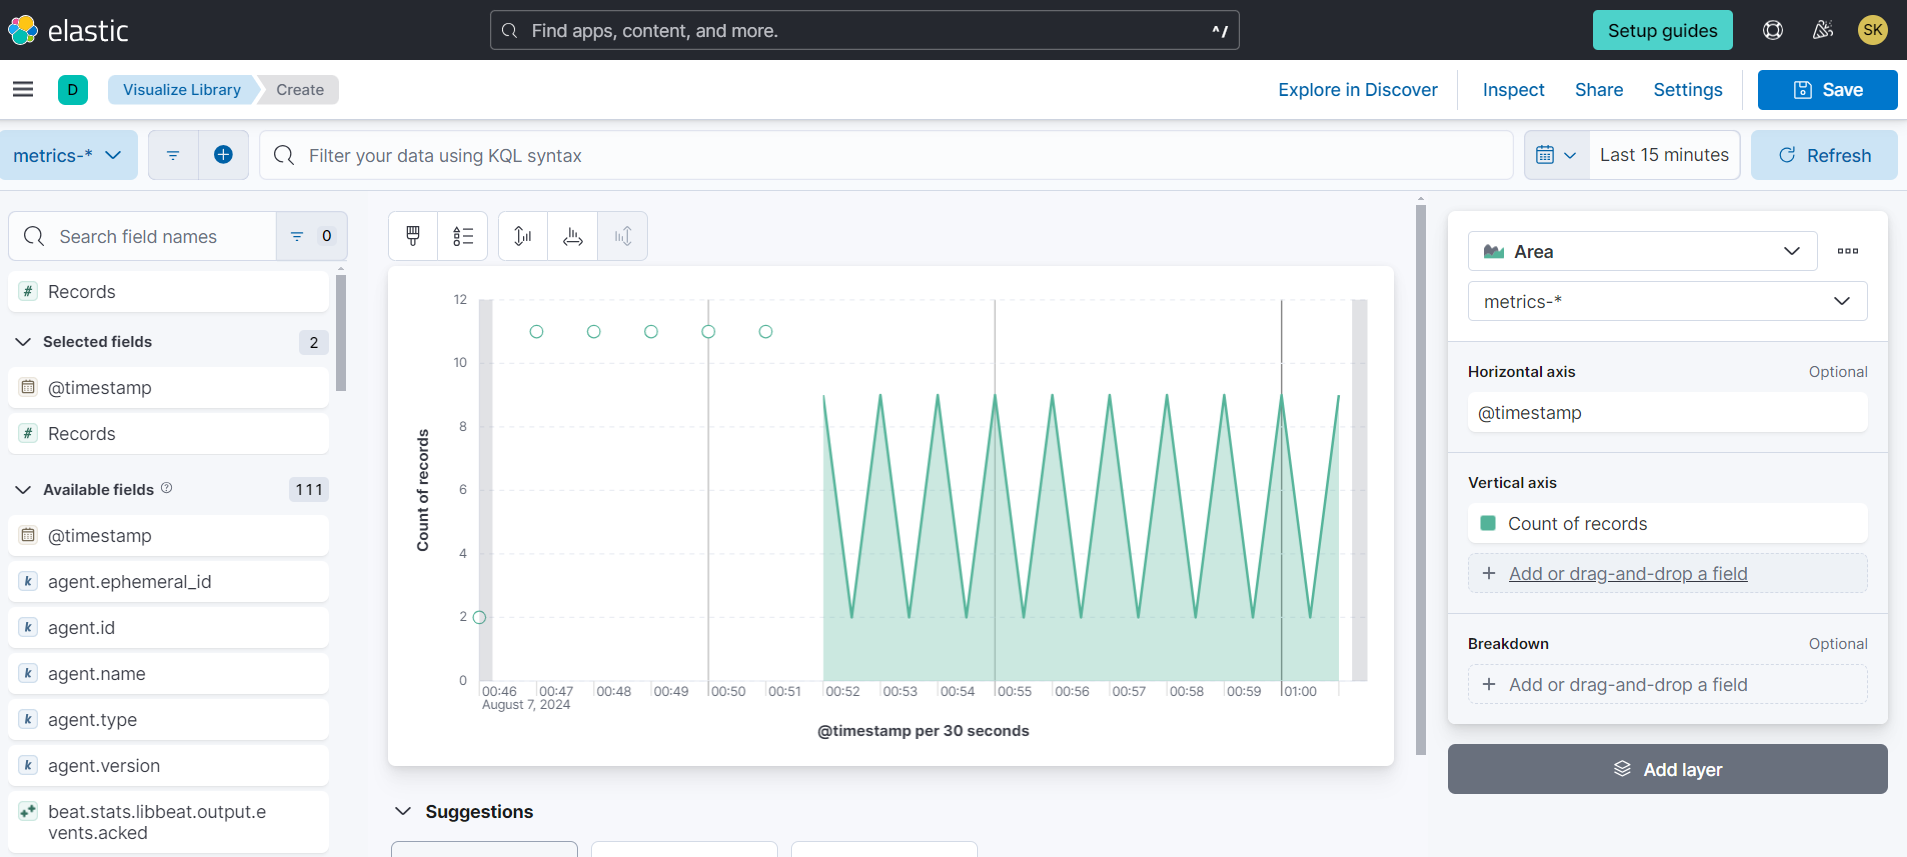 elastic
Find apps, content, and more.
^/
Setup guides
SK
D
Visualize Library
Create
Explore in Discover
Inspect
Share
Settings
Save
metrics-*
Filter your data using KQL syntax
Last 15 minutes
Refresh
Search field names
0
# Records
Selected fields
2
@timestamp
# Records
Available fields
?
111
@timestamp
k agent.ephemeral_id
k agent.id
k agent.name
k agent.type
k agent.version
beat.stats.libbeat.output.e
vents.acked
Count of records
12
10
8
6
4
2
0
00:46 00:47 00:48 00:49 00:50 00:51 00:52 00:53 00:54 00:55 00:56 00:57 00:58 00:59 01:00
August 7, 2024
@timestamp per 30 seconds
Suggestions
Area
metrics-*
Horizontal axis
Optional
@timestamp
Vertical axis
Count of records
+ Add or drag-and-drop a field
Breakdown
Optional
+ Add or drag-and-drop a field
Add layer